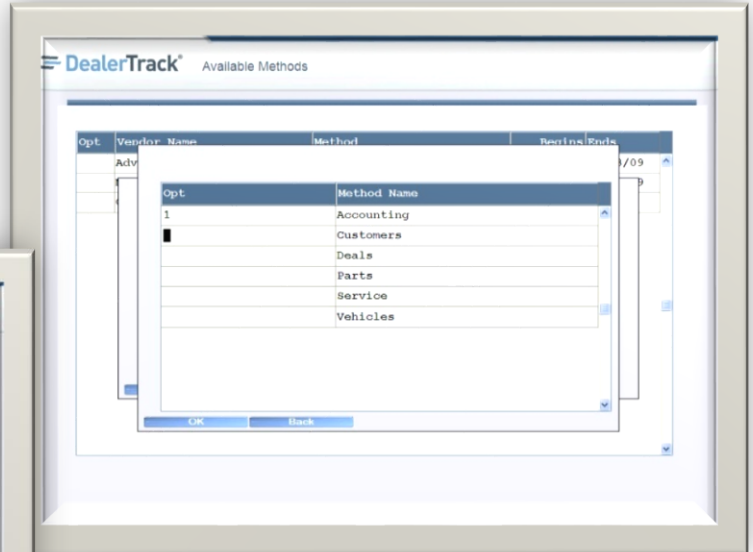 DealerTrack® Available Methods
Opt Vendor Name Method Begins Ends
Adv /09
Opt Method Name
1 Accounting
Customers
Deals
Parts
Service
Vehicles
OK Back